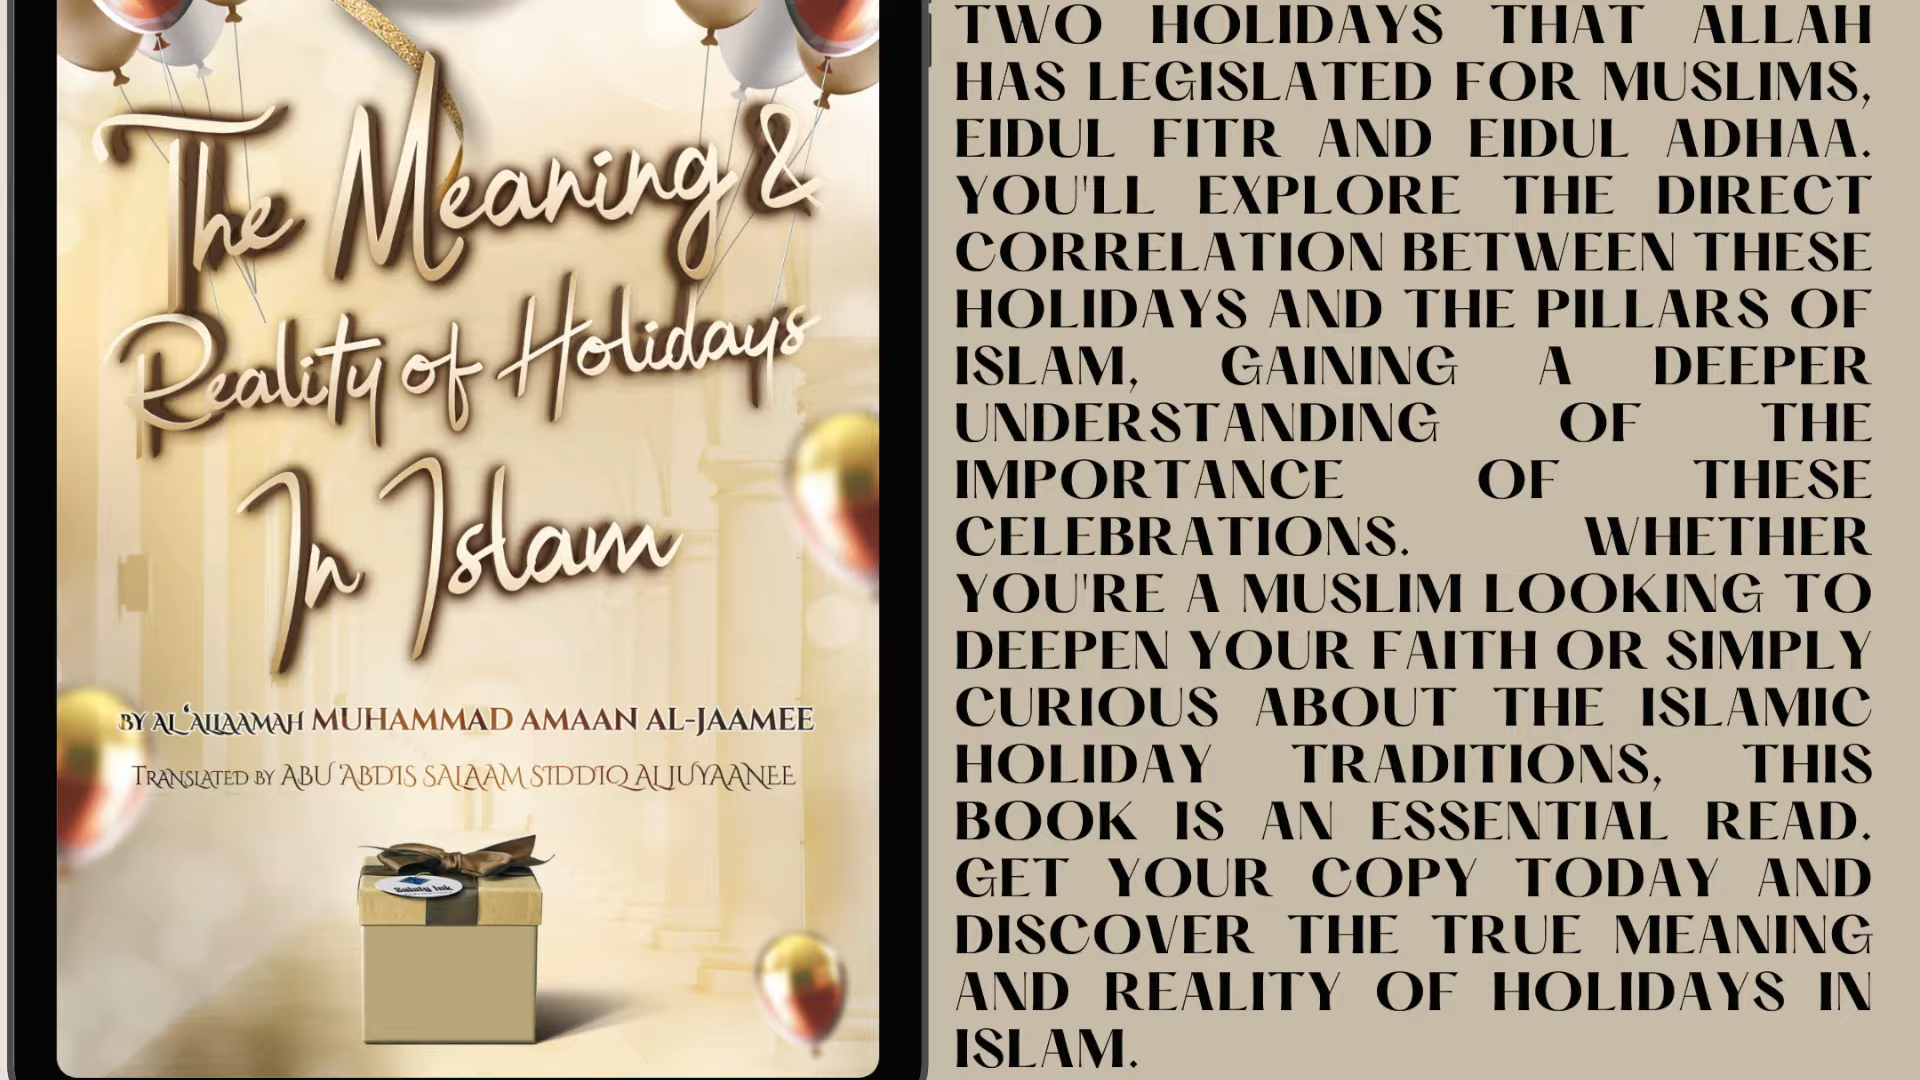 The Meaning &
Reality of Holidays
In Islam
BY AL 'ALLAAMAH MUHAMMAD AMAAN AL-JAAMEE
TRANSLATED BY ABU 'ABDIS SALAAM SIDDIQ AL JUYAANEE
Salafy Ink
TWO HOLIDAYS THAT ALLAH
HAS LEGISLATED FOR MUSLIMS,
EIDUL FITR AND EIDUL ADHAA.
YOU'LL EXPLORE THE DIRECT
CORRELATION BETWEEN THESE
HOLIDAYS AND THE PILLARS OF
ISLAM, GAINING A DEEPER
UNDERSTANDING OF THE
IMPORTANCE OF THESE
CELEBRATIONS. WHETHER
YOU'RE A MUSLIM LOOKING TO
DEEPEN YOUR FAITH OR SIMPLY
CURIOUS ABOUT THE ISLAMIC
HOLIDAY TRADITIONS, THIS
BOOK IS AN ESSENTIAL READ.
GET YOUR COPY TODAY AND
DISCOVER THE TRUE MEANING
AND REALITY OF HOLIDAYS IN
ISLAM.